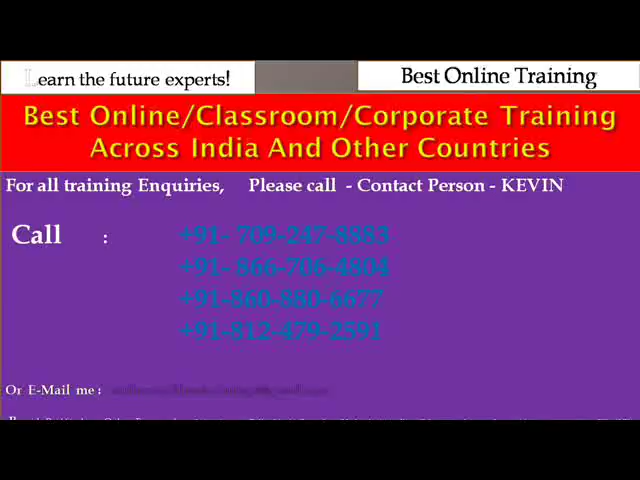 Learn the future experts!
Best Online Training
Best Online/Classroom/Corporate Training
Across India And Other Countries
For all training Enquiries, Please call - Contact Person - KEVIN
Call : +91- 709-247-8883
+91- 866-706-4804
+91-860-880-6677
+91-812-479-2591
Or E-Mail me :